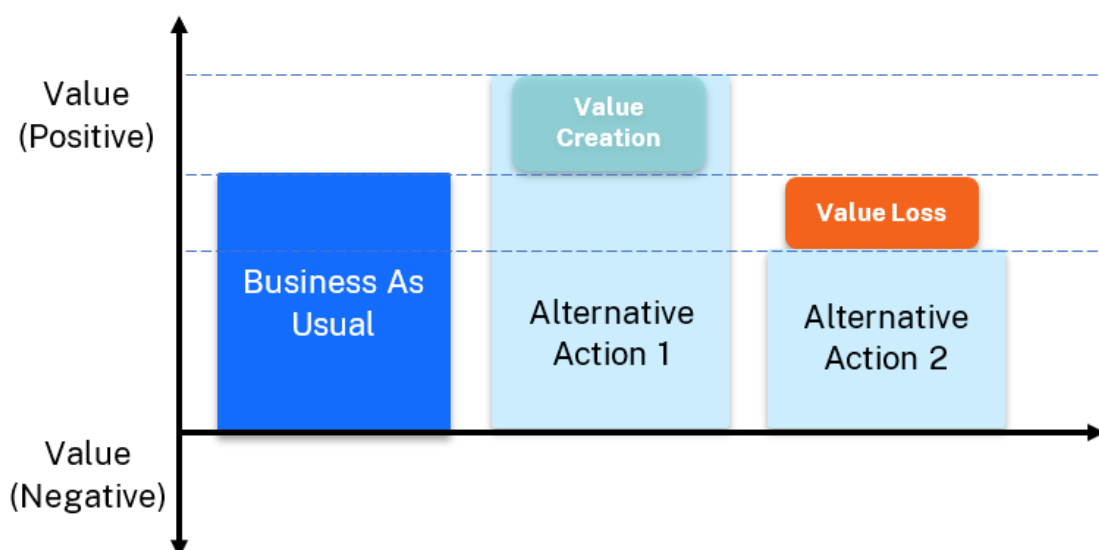 Value
(Positive)
Value
Creation
Value Loss
Business As
Usual
Alternative
Action 1
Alternative
Action 2
Value
(Negative)